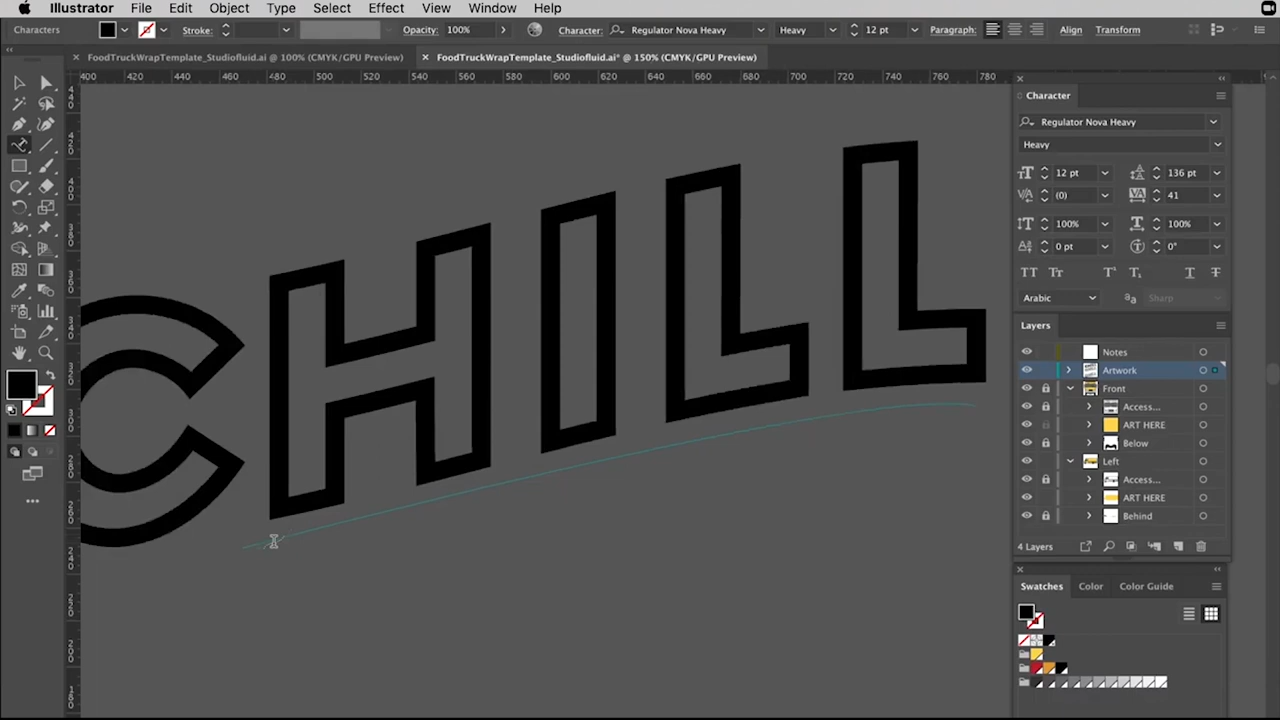 Illustrator File Edit Object Type Select Effect View Window Help
Characters Stroke: Opacity: 100% Character: Regulator Nova Heavy Heavy 12 pt Paragraph: Align Transform
FoodTruckWrapTemplate_Studiofluid.ai @ 100% (CMYK/GPU Preview) FoodTruckWrapTemplate_Studiofluid.ai* @ 150% (CMYK/GPU Preview)
400 420 440 460 480 500 520 540 560 580 600 620 640 660 680 700 720 740 760 780
CHILL
Character
Regulator Nova Heavy
Heavy
12 pt 136 pt
(0) 41
100% 100%
0 pt 0°
Arabic Sharp
Layers
Notes
Artwork
Front
Access...
ART HERE
Below
Left
Access...
ART HERE
Behind
4 Layers
Swatches Color Color Guide